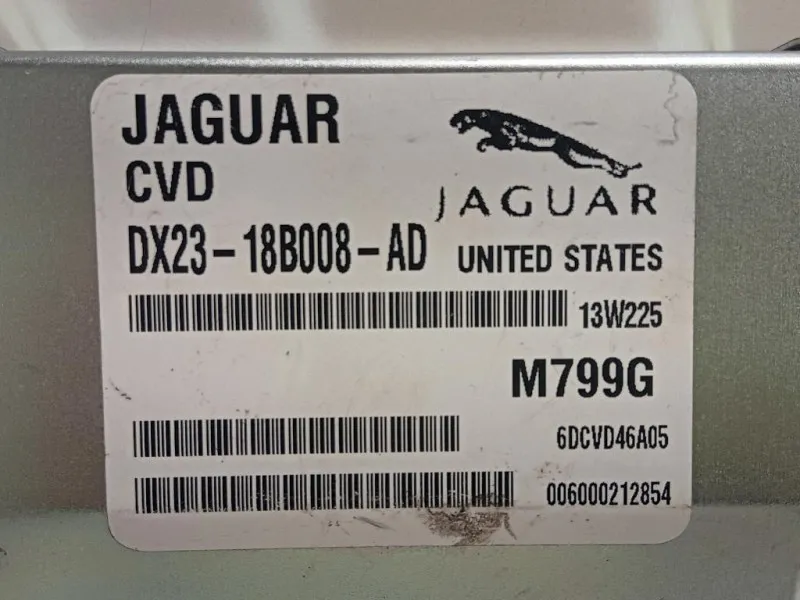 JAGUAR
CVD
JAGUAR
DX23-18B008-AD UNITED STATES
13W225
M799G
6DCVD46A05
006000212854